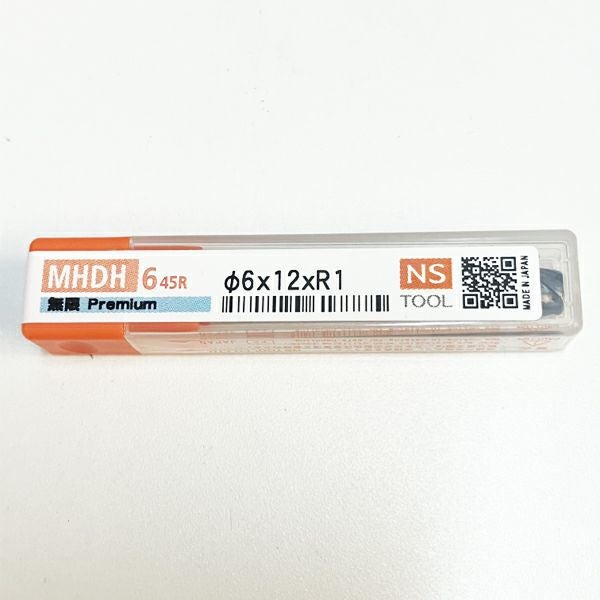 MHDH 6 45R
無限 Premium
φ6x12xR1
NS
TOOL
MADE IN JAPAN